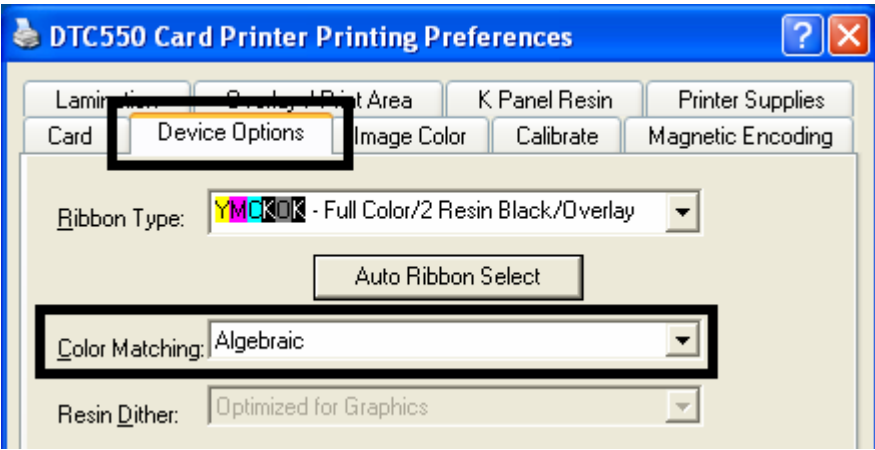 DTC550 Card Printer Printing Preferences
Lamination Overlay / Print Area K Panel Resin Printer Supplies
Card Device Options Image Color Calibrate Magnetic Encoding
Ribbon Type: YMCKOK - Full Color/2 Resin Black/Overlay
Auto Ribbon Select
Color Matching: Algebraic
Resin Dither: Optimized for Graphics